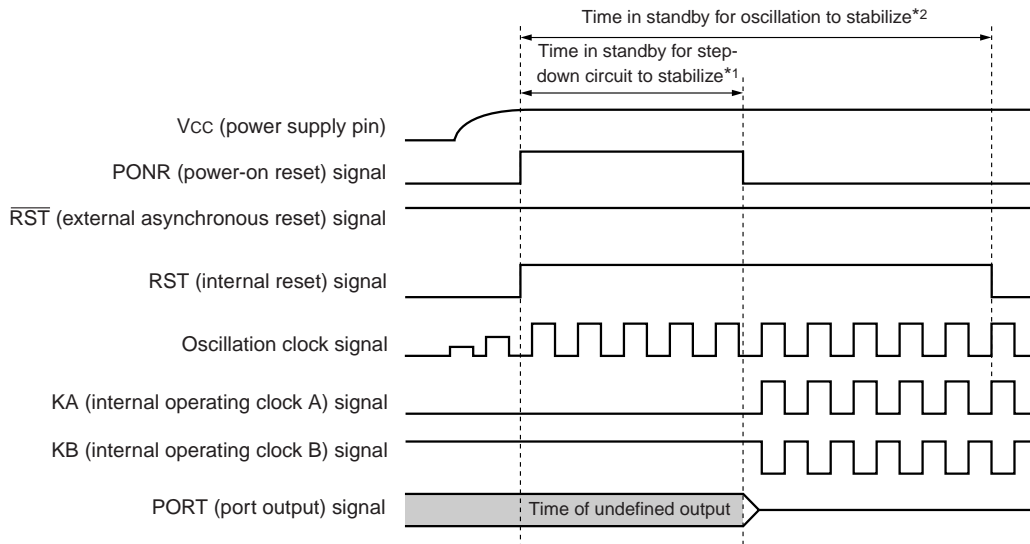 Time in standby for oscillation to stabilize*2
Time in standby for step-
down circuit to stabilize*1
VCC (power supply pin)
PONR (power-on reset) signal
RST (external asynchronous reset) signal
RST (internal reset) signal
Oscillation clock signal
KA (internal operating clock A) signal
KB (internal operating clock B) signal
PORT (port output) signal
Time of undefined output